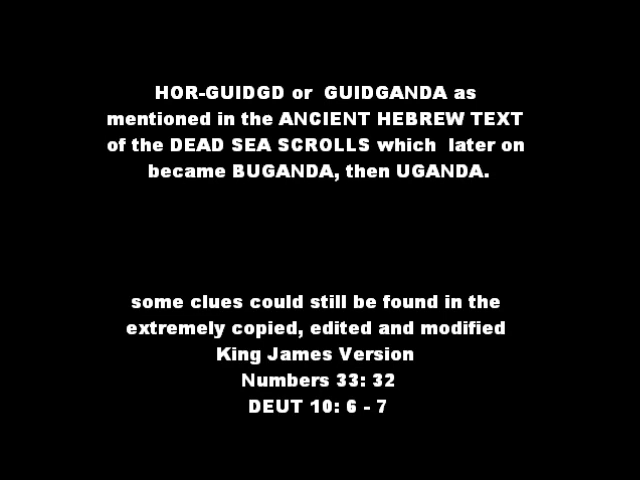 HOR-GUIDGD or GUIDGANDA as
mentioned in the ANCIENT HEBREW TEXT
of the DEAD SEA SCROLLS which later on
became BUGANDA, then UGANDA.
some clues could still be found in the
extremely copied, edited and modified
King James Version
Numbers 33: 32
DEUT 10: 6 - 7